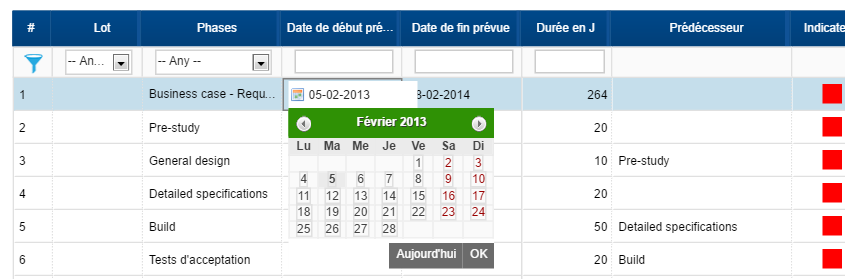 # Lot Phases Date de début pré... Date de fin prévue Durée en J Prédécesseur Indicate
-- An... -- Any --
1 Business case - Requ... 05-02-2013 3-02-2014 264
2 Pre-study 20
Février 2013
3 General design 10 Pre-study
Lu Ma Me Je Ve Sa Di
1 2 3
4 5 6 7 8 9 10
11 12 13 14 15 16 17
18 19 20 21 22 23 24
25 26 27 28
4 Detailed specifications 20
5 Build 50 Detailed specifications
Aujourd'hui OK
6 Tests d'acceptation 20 Build